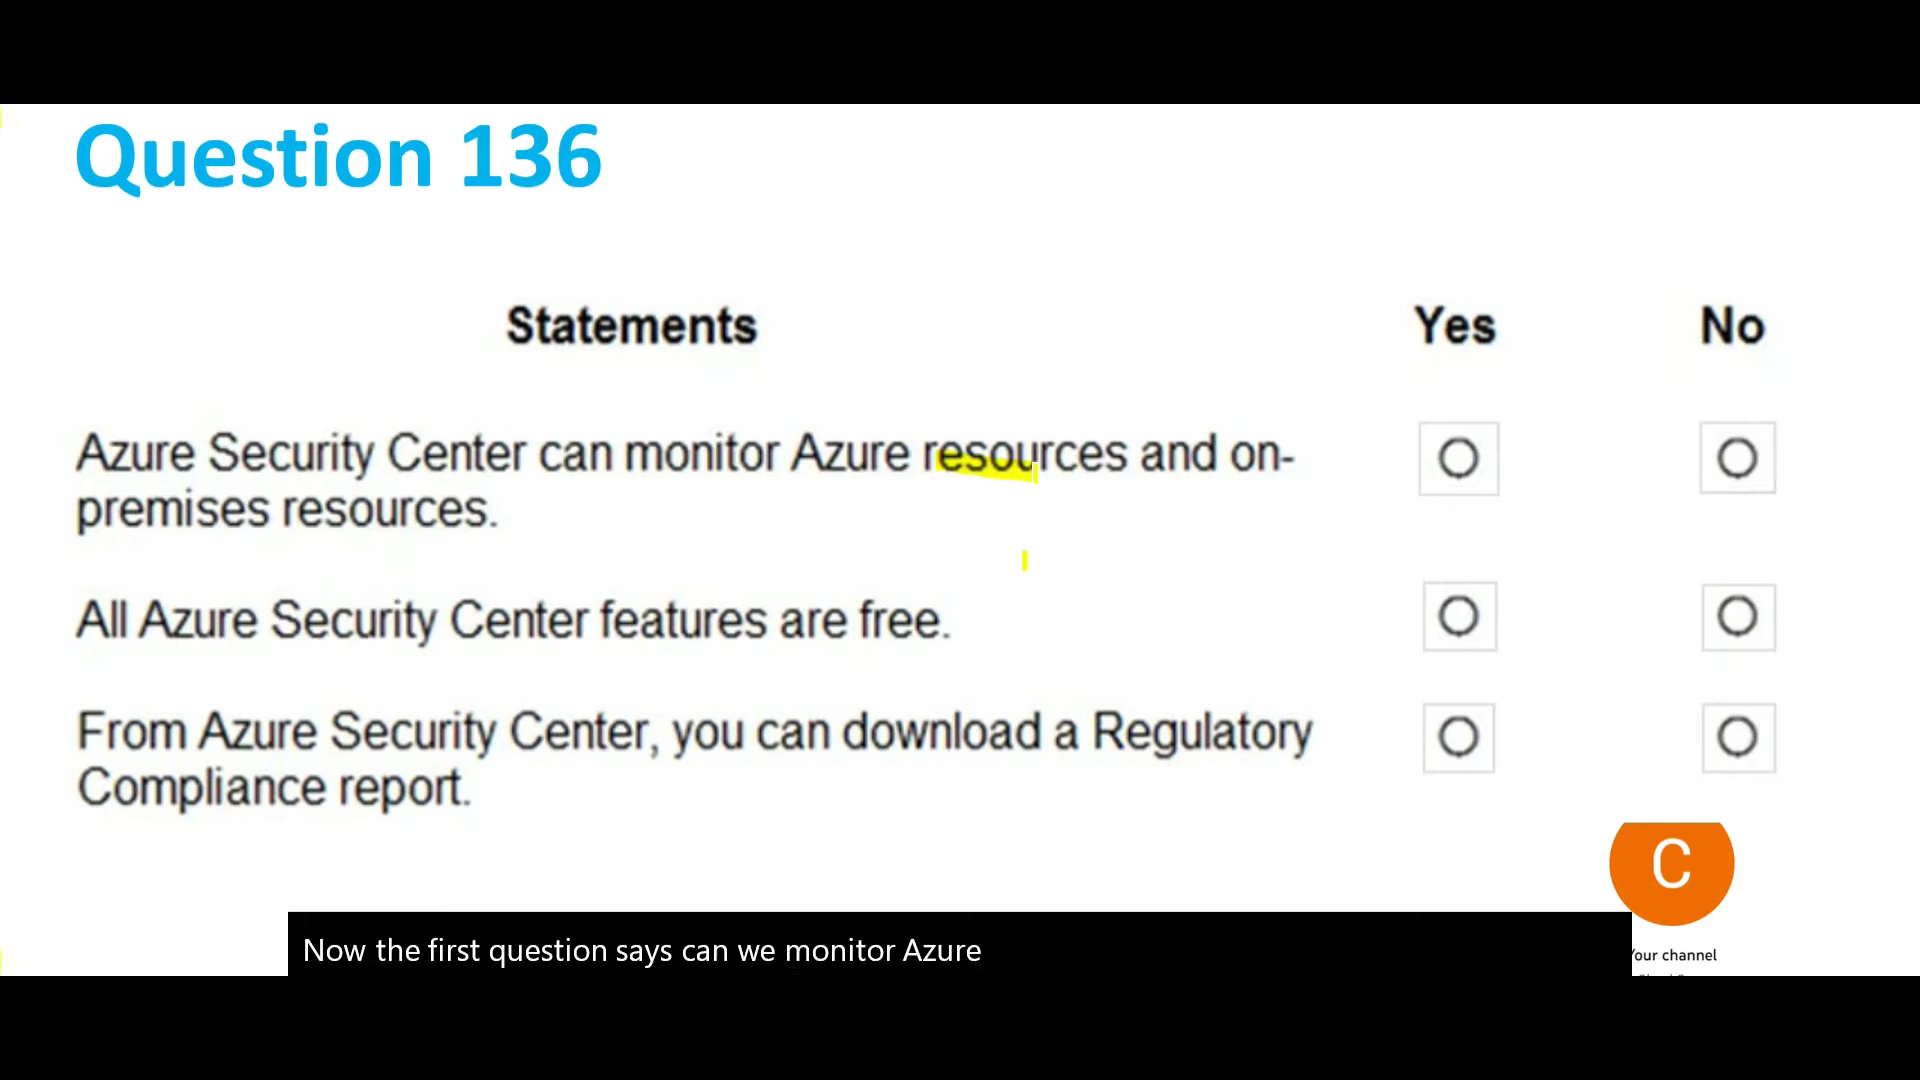 Question 136
Statements Yes No
Azure Security Center can monitor Azure resources and on-
premises resources.
All Azure Security Center features are free.
From Azure Security Center, you can download a Regulatory
Compliance report.
C
Now the first question says can we monitor Azure
Your channel